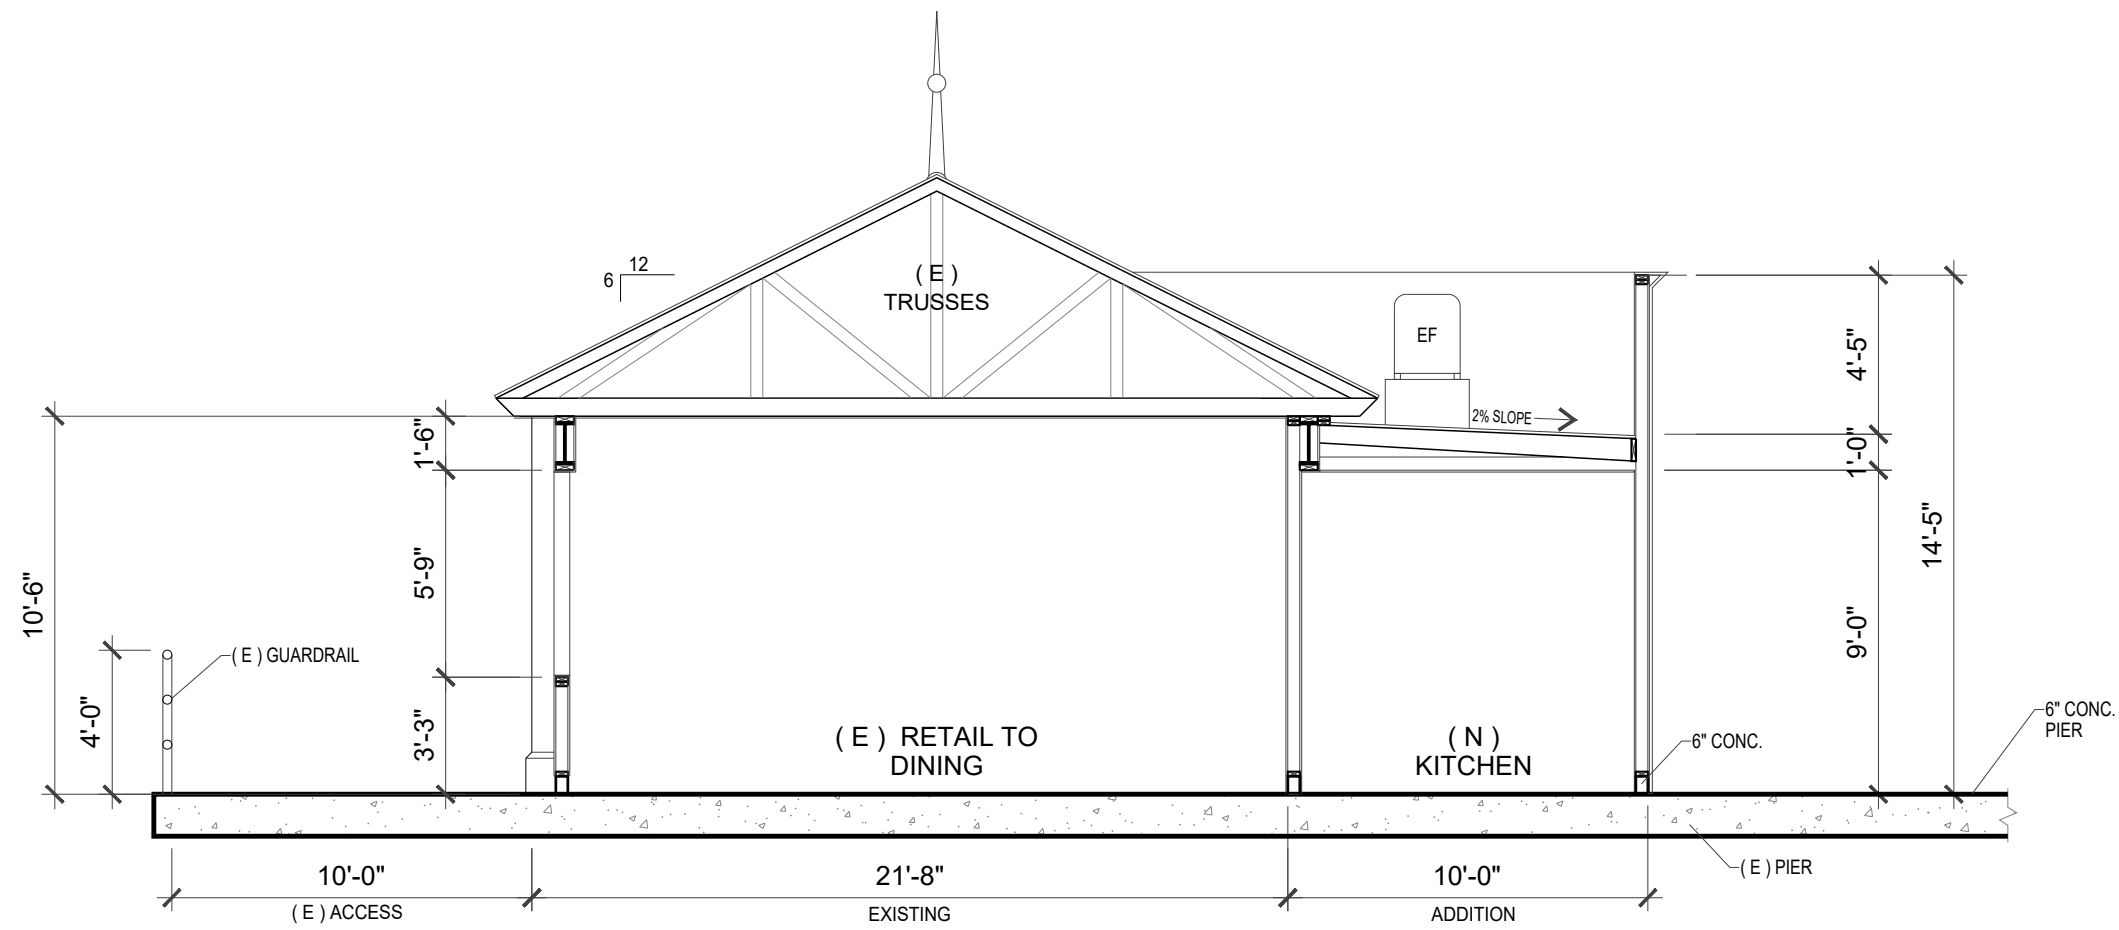 12
6
( E )
TRUSSES
EF
2% SLOPE
4'-5"
1'-6"
1'-0"
14'-5"
5'-9"
10'-6"
9'-0"
( E ) GUARDRAIL
4'-0"
3'-3"
( E ) RETAIL TO
DINING
( N )
KITCHEN
6" CONC.
6" CONC.
PIER
( E ) PIER
10'-0"
21'-8"
10'-0"
( E ) ACCESS
EXISTING
ADDITION